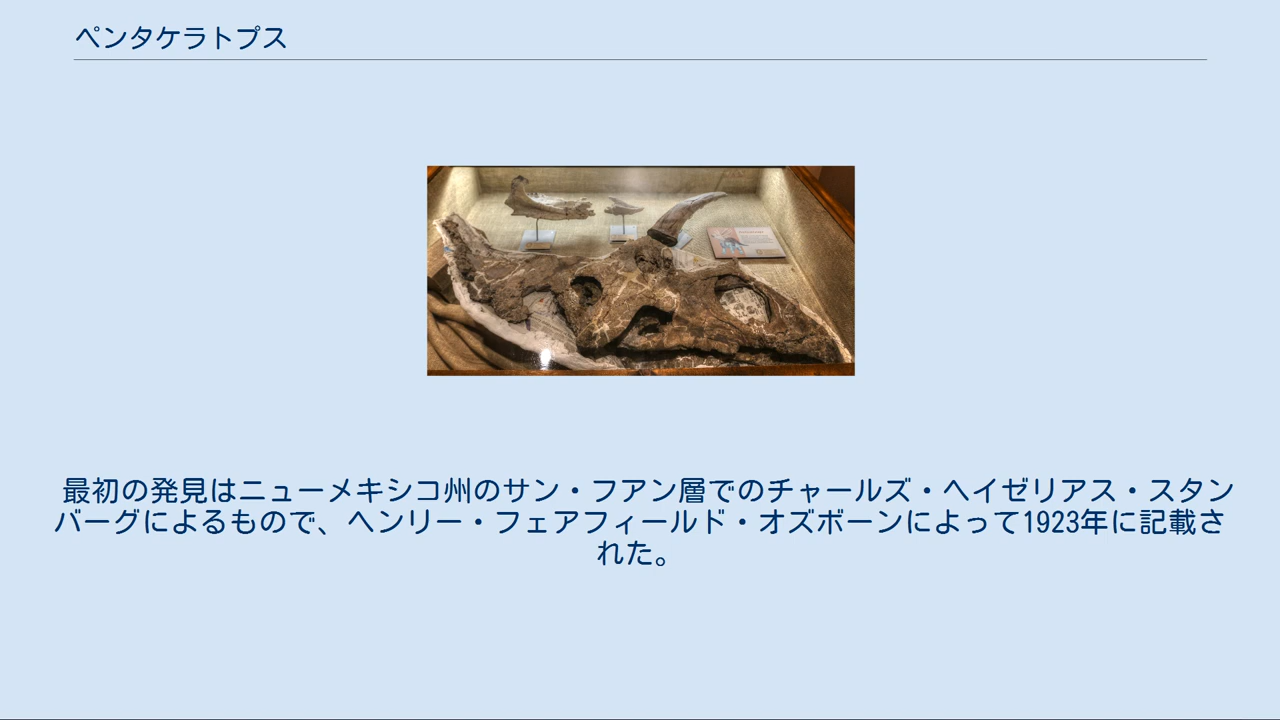 ペンタケラトプス
最初の発見はニューメキシコ州のサン・フアン層でのチャールズ・ヘイゼリアス・スタン
バーグによるもので、ヘンリー・フェアフィールド・オズボーンによって1923年に記載さ
れた。